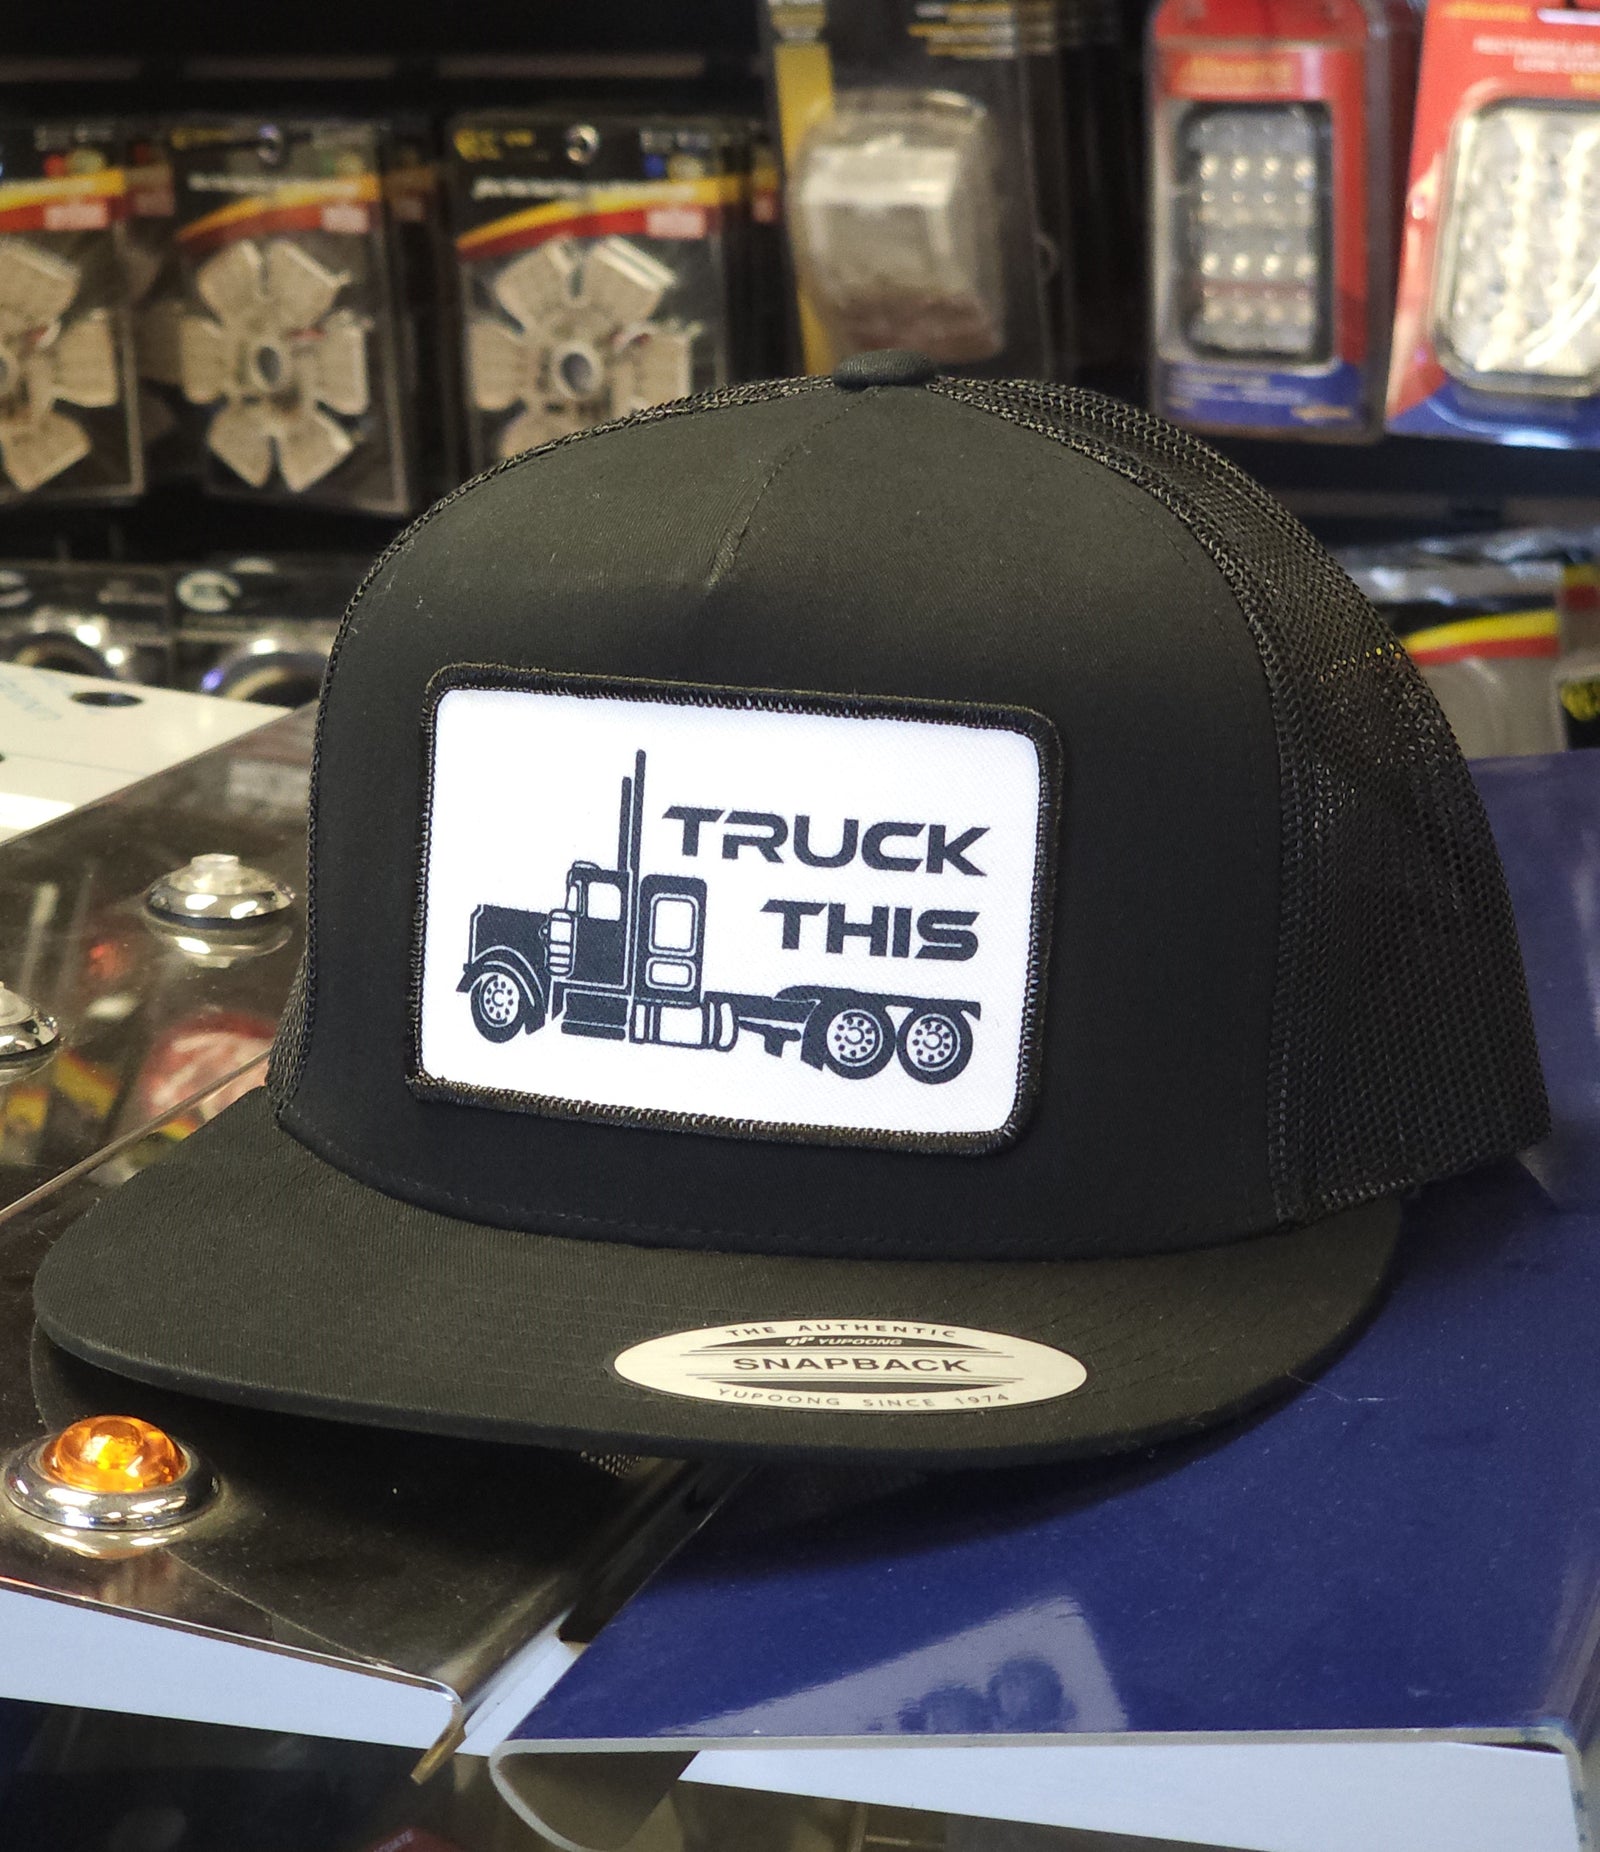 TRUCK
THIS
THE AUTHENTIC
YUPOONG
SNAPBACK
YUPOONG SINCE 1974